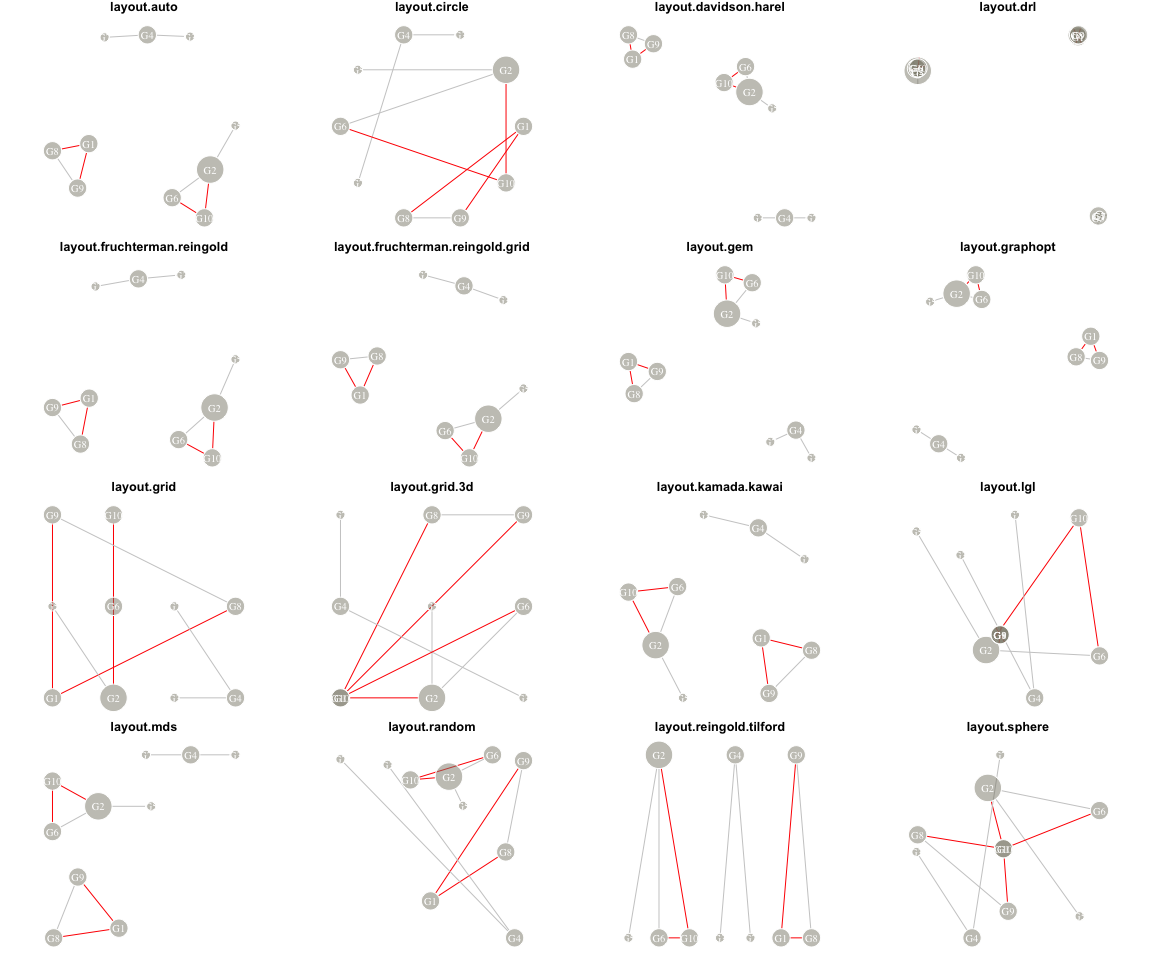 layout.auto
G4
G8
G1
G9
G2
G6
G10
layout.circle
G4
G2
G6
G1
G10
G8
G9
layout.davidson.harel
G8
G9
G1
G6
G10
G2
G4
layout.drl
layout.fruchterman.reingold
G4
G9
G1
G8
G2
G6
G10
layout.fruchterman.reingold.grid
G4
G9
G8
G1
G2
G6
G10
layout.gem
G10
G6
G2
G1
G9
G8
G4
layout.graphopt
G10
G2
G6
G1
G8
G9
G4
layout.grid
G9
G10
G6
G8
G1
G2
G4
layout.grid.3d
G8
G9
G4
G6
G2
layout.kamada.kawai
G4
G10
G6
G2
G1
G8
G9
layout.lgl
G10
G2
G6
G4
layout.mds
G4
G10
G2
G6
G9
G1
G8
layout.random
G6
G9
G10
G2
G8
G1
G4
layout.reingold.tilford
G2
G4
G9
G6
G10
G1
G8
layout.sphere
G2
G6
G8
G9
G4